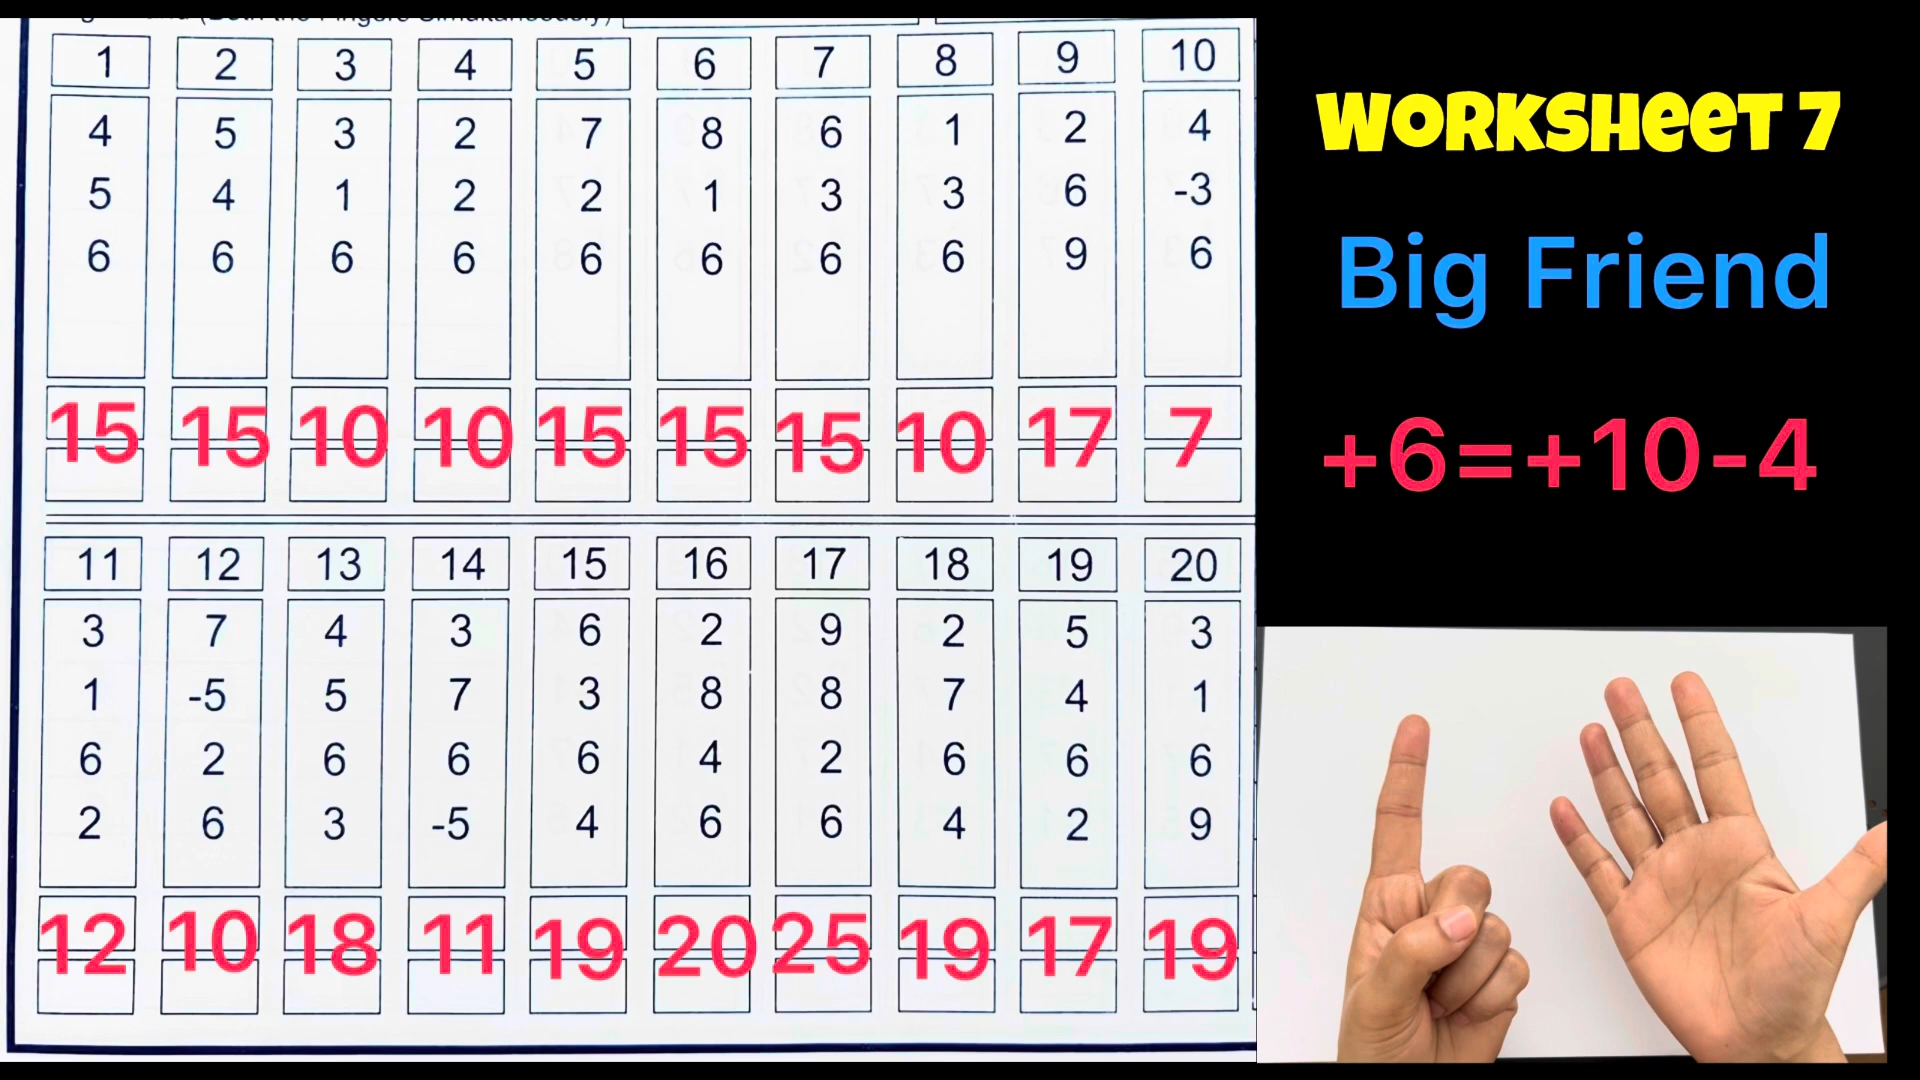 (Both the Fingers Simultaneously)
1 2 3 4 5 6 7 8 9 10
4 5 3 2 7 8 6 1 2 4
5 4 1 2 2 1 3 3 6 -3
6 6 6 6 6 6 6 6 9 6
15 15 10 10 15 15 15 10 17 7
11 12 13 14 15 16 17 18 19 20
3 7 4 3 6 2 9 2 5 3
1 -5 5 7 3 8 8 7 4 1
6 2 6 6 6 4 2 6 6 6
2 6 3 -5 4 6 6 4 2 9
12 10 18 11 19 20 25 19 17 19
WORKSHeeT 7
Big Friend
+6=+10-4